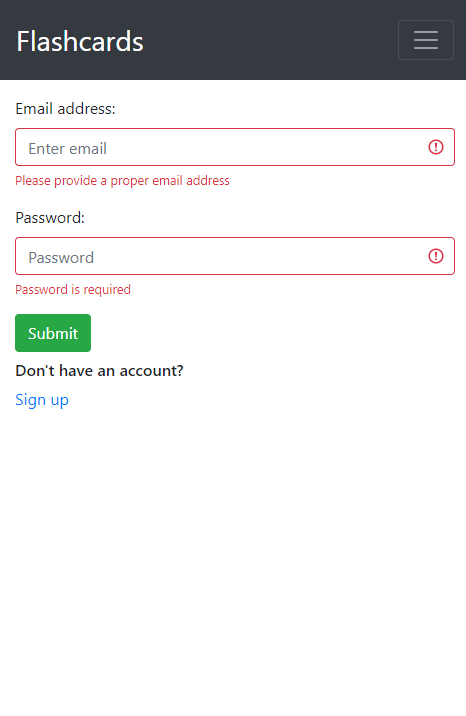 Flashcards
Email address:
Enter email
Please provide a proper email address
Password:
Password
Password is required
Submit
Don't have an account?
Sign up